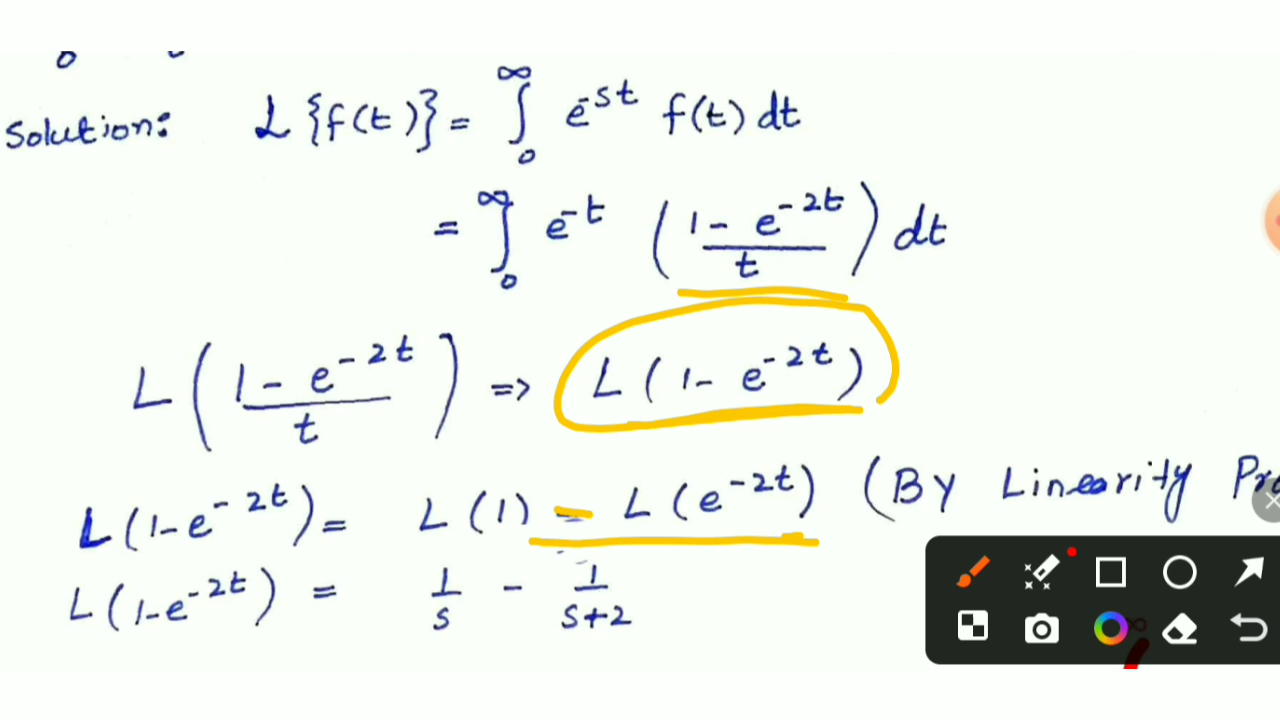 Solution: L{f(t)} = ∫₀^∞ e^-st f(t) dt
= ∫₀^∞ e^-t ( (1 - e^-2t) / t ) dt
L( (1 - e^-2t) / t ) => L(1 - e^-2t)
L(1-e^-2t) = L(1) - L(e^-2t) (By Linearity
L(1-e^-2t) = 1/s - 1/(s+2)